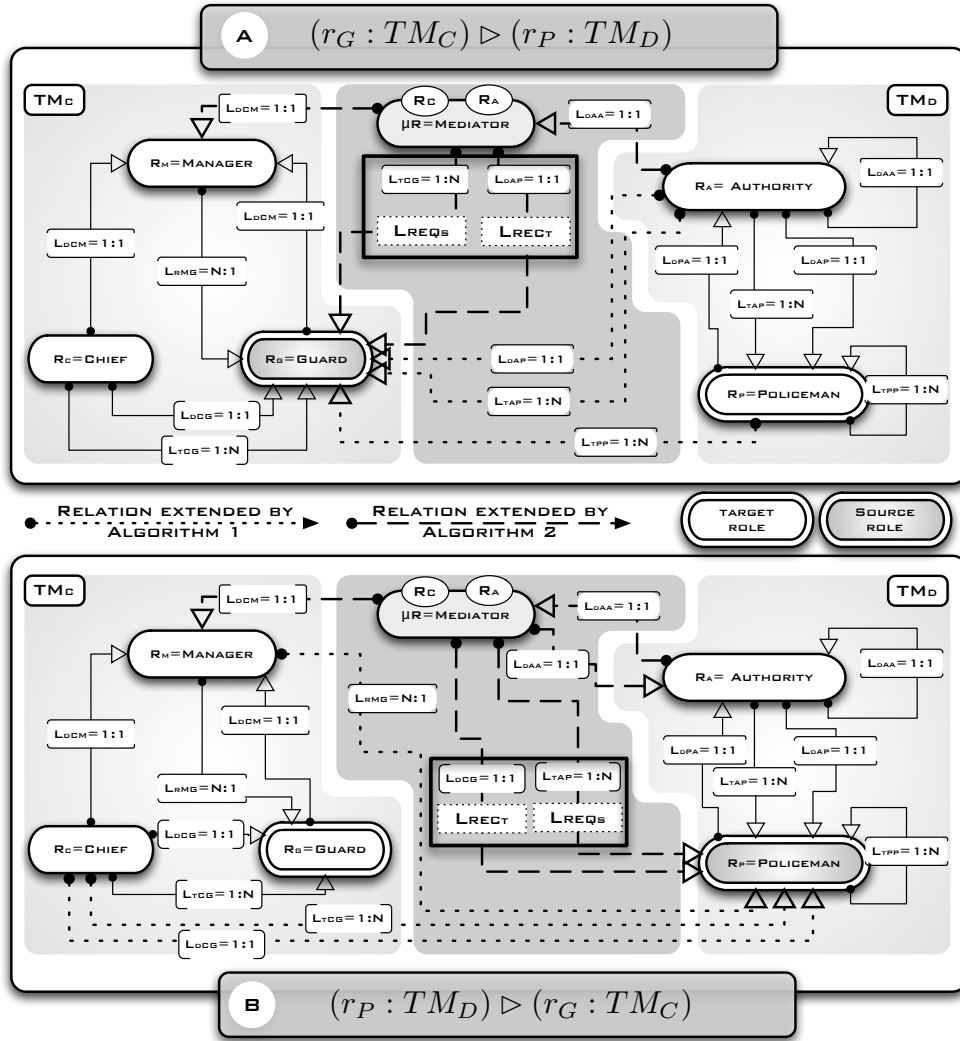 A (r_G : TM_C) ▷ (r_P : TM_D)
TMC
TMD
LDCM=1:1
RC
RA
μR=MEDIATOR
LDAA=1:1
RM=MANAGER
LTCG=1:N
LDAP=1:1
RA= AUTHORITY
LDAA=1:1
LREQS
LRECT
LDCM=1:1
LDCM=1:1
LRMG=N:1
LDPA=1:1
LDAP=1:1
LTAP=1:N
RC=CHIEF
RG=GUARD
LDAP=1:1
LTAP=1:N
RP=POLICEMAN
LTPP=1:N
LDCG=1:1
LTCG=1:N
LTPP=1:N
RELATION EXTENDED BY
ALGORITHM 1
RELATION EXTENDED BY
ALGORITHM 2
TARGET
ROLE
SOURCE
ROLE
TMC
TMD
LDCM=1:1
RC
RA
μR=MEDIATOR
LDAA=1:1
RM=MANAGER
LDAA=1:1
RA= AUTHORITY
LDAA=1:1
LRMG=N:1
LDCM=1:1
LDCM=1:1
LRMG=N:1
LDPA=1:1
LDAP=1:1
LTAP=1:N
LDCG=1:1
LTAP=1:N
LRECT
LREQS
RC=CHIEF
LDCG=1:1
RG=GUARD
RP=POLICEMAN
LTPP=1:N
LTCG=1:N
LTCG=1:N
LDCG=1:1
B (r_P : TM_D) ▷ (r_G : TM_C)